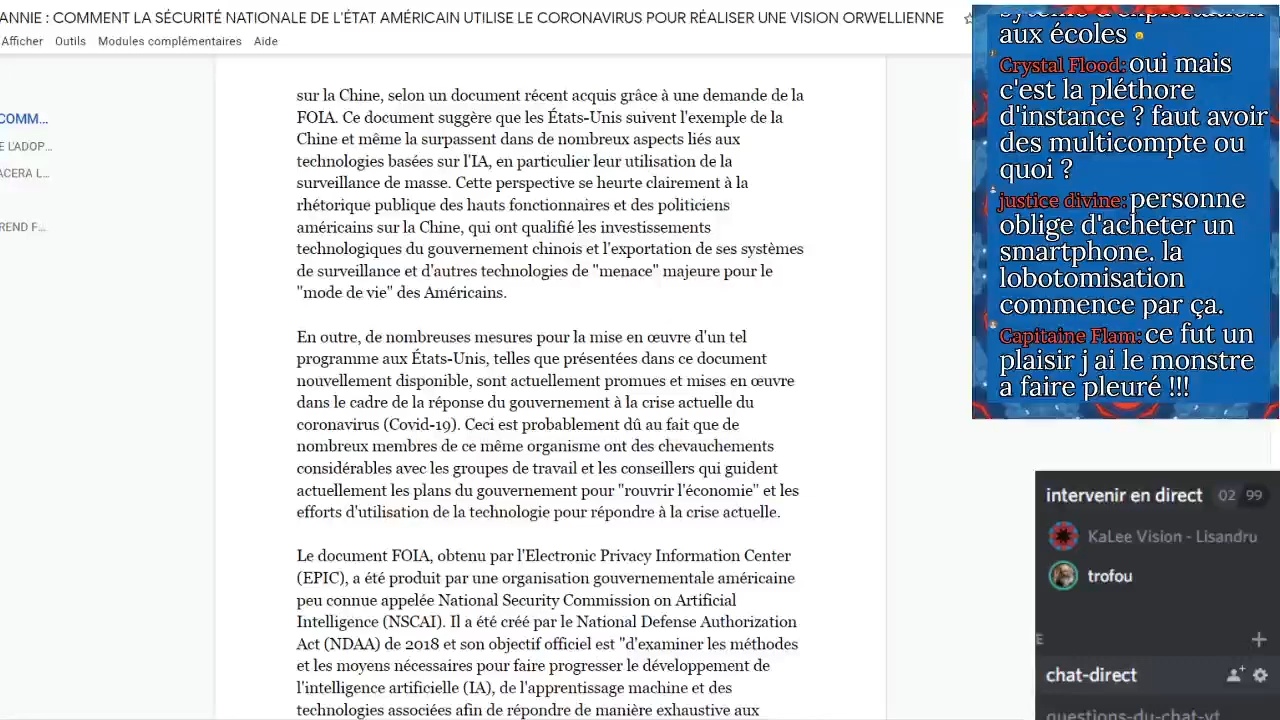 ANNIE : COMMENT LA SÉCURITÉ NATIONALE DE L'ÉTAT AMÉRICAIN UTILISE LE CORONAVIRUS POUR RÉALISER UNE VISION ORWELLIENNE
Afficher Outils Modules complémentaires Aide
COMM...
E L'ADOP...
ACERA L...
REND F...
sur la Chine, selon un document récent acquis grâce à une demande de la
FOIA. Ce document suggère que les États-Unis suivent l'exemple de la
Chine et même la surpassent dans de nombreux aspects liés aux
technologies basées sur l'IA, en particulier leur utilisation de la
surveillance de masse. Cette perspective se heurte clairement à la
rhétorique publique des hauts fonctionnaires et des politiciens
américains sur la Chine, qui ont qualifié les investissements
technologiques du gouvernement chinois et l'exportation de ses systèmes
de surveillance et d'autres technologies de "menace" majeure pour le
"mode de vie" des Américains.
En outre, de nombreuses mesures pour la mise en œuvre d'un tel
programme aux États-Unis, telles que présentées dans ce document
nouvellement disponible, sont actuellement promues et mises en œuvre
dans le cadre de la réponse du gouvernement à la crise actuelle du
coronavirus (Covid-19). Ceci est probablement dû au fait que de
nombreux membres de ce même organisme ont des chevauchements
considérables avec les groupes de travail et les conseillers qui guident
actuellement les plans du gouvernement pour "rouvrir l'économie" et les
efforts d'utilisation de la technologie pour répondre à la crise actuelle.
Le document FOIA, obtenu par l'Electronic Privacy Information Center
(EPIC), a été produit par une organisation gouvernementale américaine
peu connue appelée National Security Commission on Artificial
Intelligence (NSCAI). Il a été créé par le National Defense Authorization
Act (NDAA) de 2018 et son objectif officiel est "d'examiner les méthodes
et les moyens nécessaires pour faire progresser le développement de
l'intelligence artificielle (IA), de l'apprentissage machine et des
technologies associées afin de répondre de manière exhaustive aux
sytème d'exploitation
aux écoles
Crystal Flood: oui mais
c'est la pléthore
d'instance ? faut avoir
des multicompte ou
quoi ?
justice divine: personne
oblige d'acheter un
smartphone. la
lobotomisation
commence par ça.
Capitaine Flam: ce fut un
plaisir j ai le monstre
a faire pleuré !!!
intervenir en direct 02 99
KaLee Vision - Lisandru
trofou
E +
chat-direct
questions-du-chat-yt